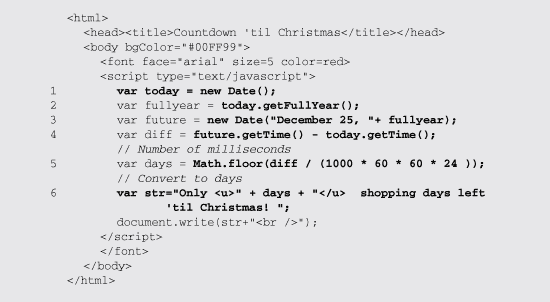 <html>
<head><title>Countdown 'til Christmas</title></head>
<body bgColor="#00FF99">
<font face="arial" size=5 color=red>
<script type="text/javascript">
1 var today = new Date();
2 var fullyear = today.getFullYear();
3 var future = new Date("December 25, "+ fullyear);
4 var diff = future.getTime() - today.getTime();
// Number of milliseconds
5 var days = Math.floor(diff / (1000 * 60 * 60 * 24 ));
// Convert to days
6 var str="Only <u>" + days + "</u>  shopping days left
'til Christmas! ";
document.write(str+"<br />");
</script>
</font>
</body>
</html>